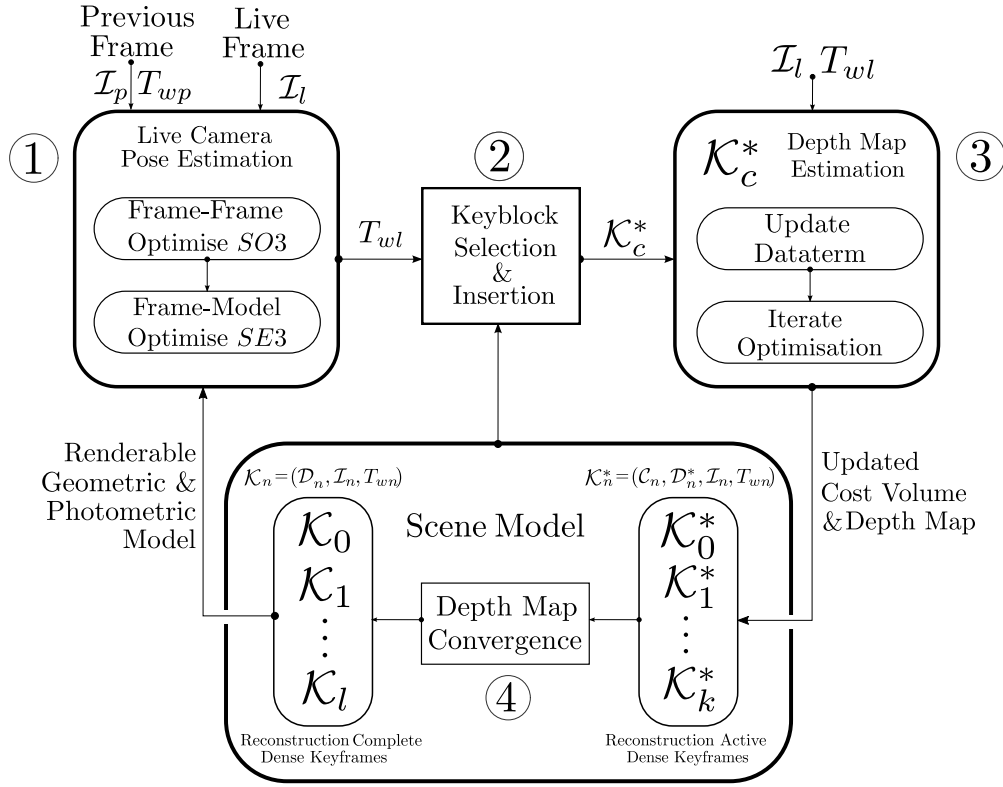 Previous
Frame
Live
Frame
𝓘_p T_wp
𝓘_l
𝓘_l T_wl
1
Live Camera
Pose Estimation
Frame-Frame
Optimise SO3
Frame-Model
Optimise SE3
T_wl
2
Keyblock
Selection
&
Insertion
𝓚*_c
3
𝓚*_c
Depth Map
Estimation
Update
Dataterm
Iterate
Optimisation
Renderable
Geometric &
Photometric
Model
Updated
Cost Volume
&Depth Map
𝓚_n=(𝓓_n, 𝓘_n, T_wn)
𝓚*_n=(𝓒_n, 𝓓*_n, 𝓘_n, T_wn)
Scene Model
𝓚_0
𝓚_1
⋮
𝓚_l
Depth Map
Convergence
4
𝓚*_0
𝓚*_1
⋮
𝓚*_k
Reconstruction Complete
Dense Keyframes
Reconstruction Active
Dense Keyframes